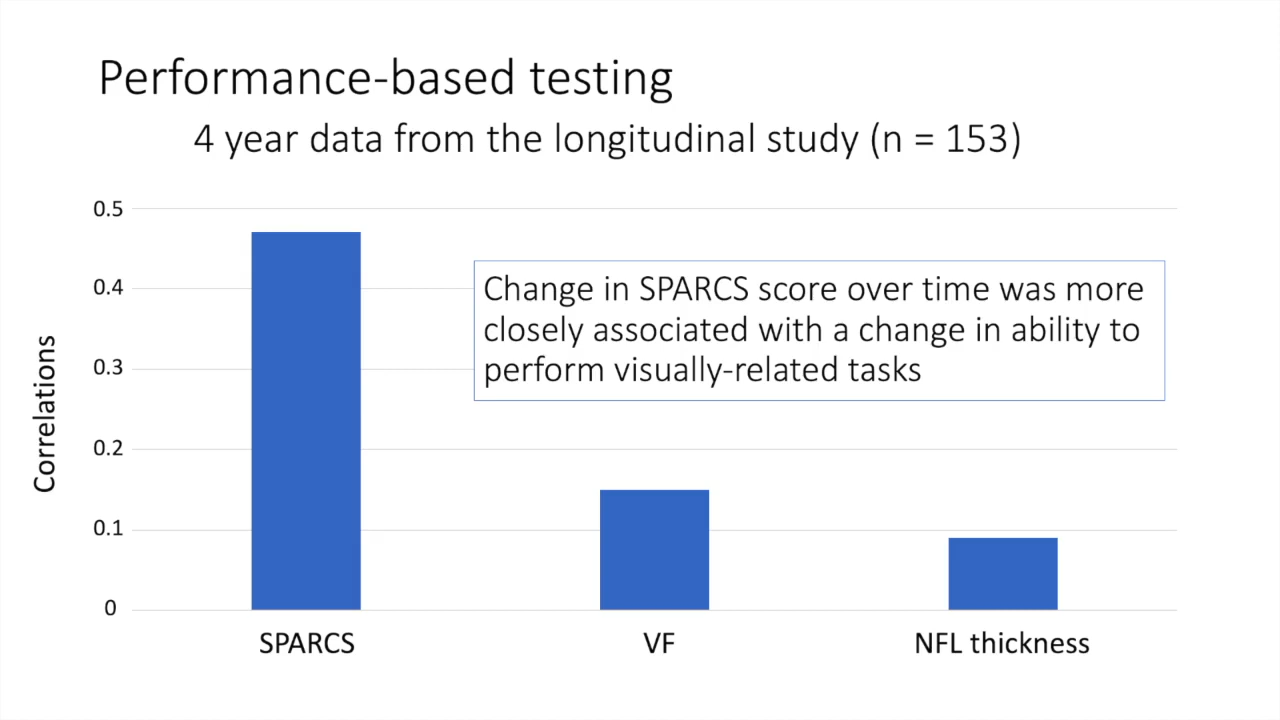 Performance-based testing
4 year data from the longitudinal study (n = 153)
0.5
0.4
0.3
0.2
0.1
0
Correlations
Change in SPARCS score over time was more
closely associated with a change in ability to
perform visually-related tasks
SPARCS
VF
NFL thickness